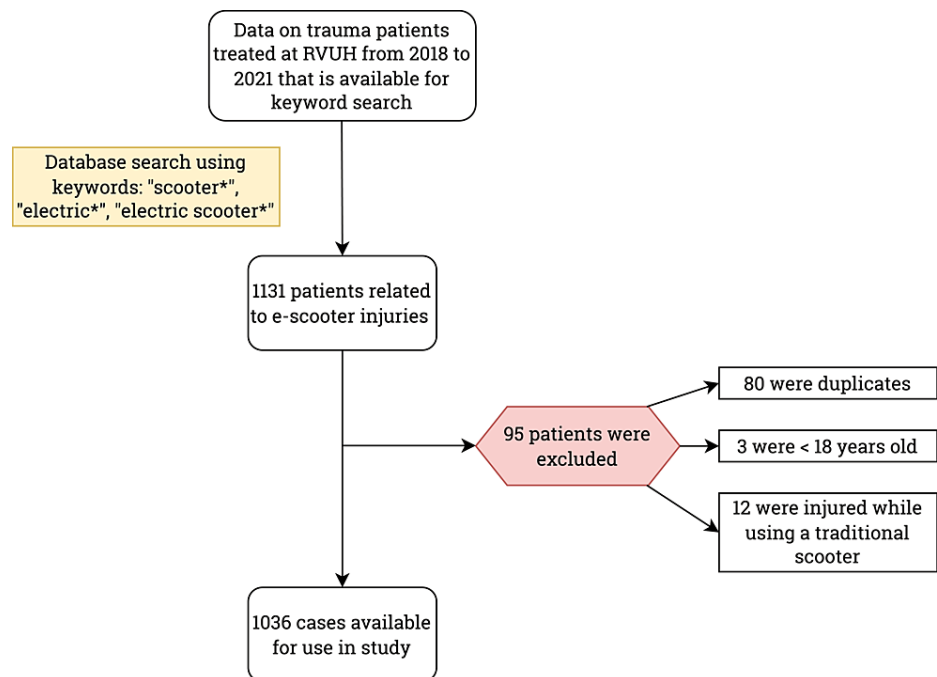 Data on trauma patients
treated at RVUH from 2018 to
2021 that is available for
keyword search
Database search using
keywords: "scooter*",
"electric*", "electric scooter*"
1131 patients related
to e-scooter injuries
95 patients were
excluded
80 were duplicates
3 were < 18 years old
12 were injured while
using a traditional
scooter
1036 cases available
for use in study